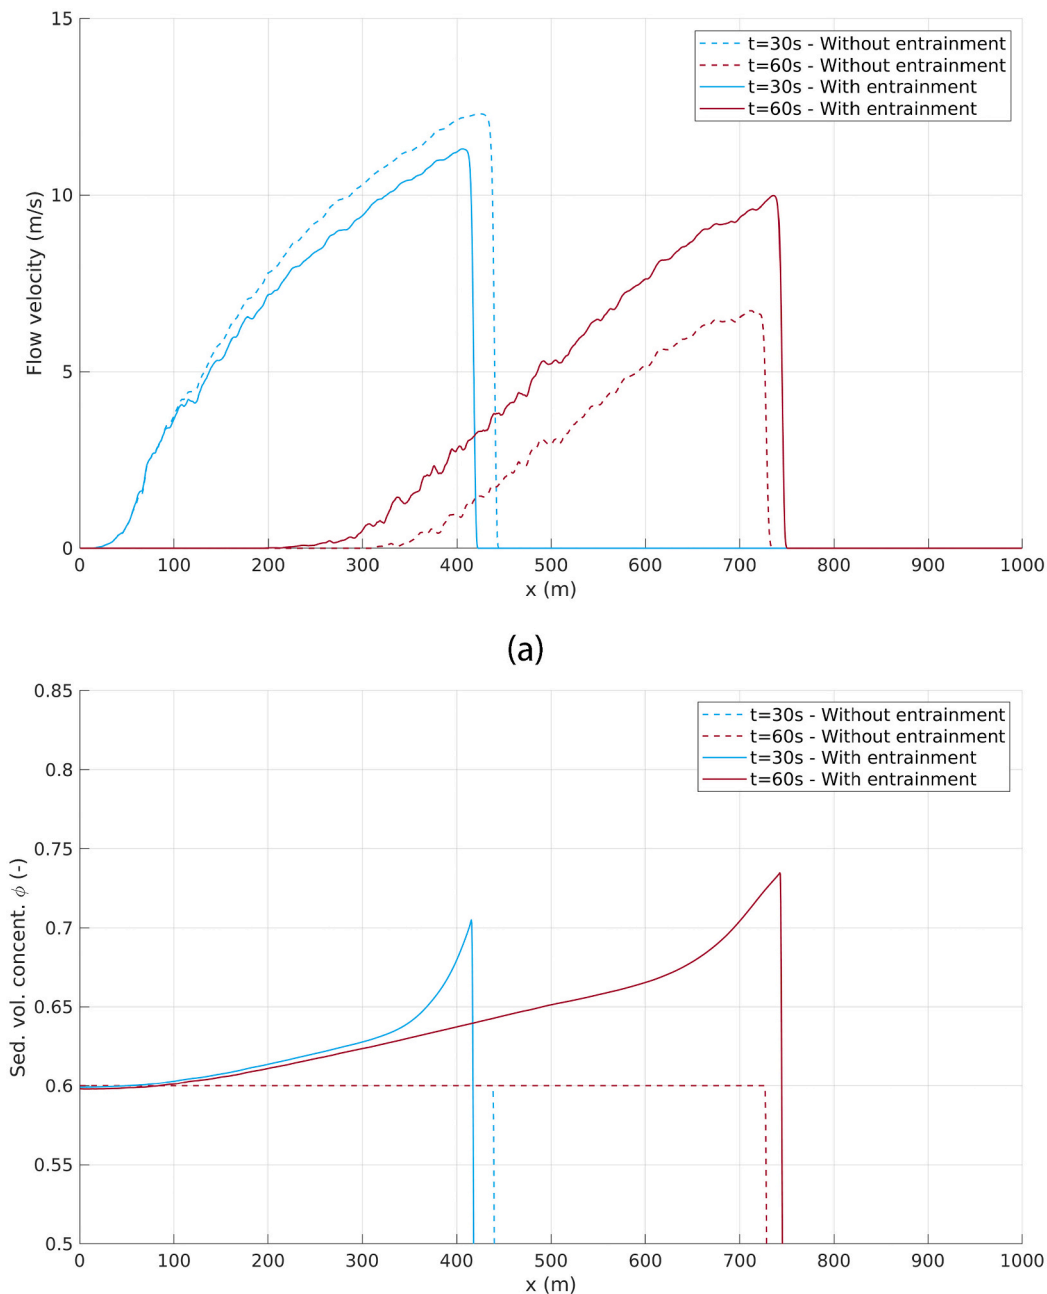 15
10
5
0
Flow velocity (m/s)
t=30s - Without entrainment
t=60s - Without entrainment
t=30s - With entrainment
t=60s - With entrainment
0 100 200 300 400 500 600 700 800 900 1000
x (m)
(a)
0.85
0.8
0.75
0.7
0.65
0.6
0.55
0.5
Sed. vol. concent. ϕ (-)
t=30s - Without entrainment
t=60s - Without entrainment
t=30s - With entrainment
t=60s - With entrainment
0 100 200 300 400 500 600 700 800 900 1000
x (m)